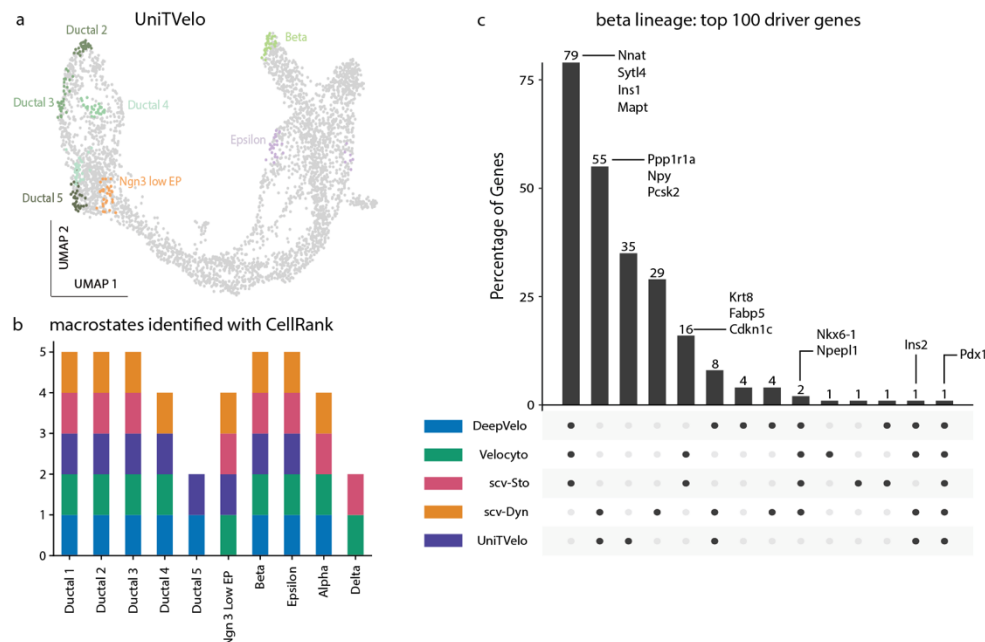 a
UniTVelo
Ductal 2
Beta
Ductal 3
Ductal 4
Epsilon
Ngn3 low EP
Ductal 5
UMAP 2
UMAP 1
b
macrostates identified with CellRank
5
4
3
2
1
0
Ductal 1
Ductal 2
Ductal 3
Ductal 4
Ductal 5
Ngn 3 Low EP
Beta
Epsilon
Alpha
Delta
c
beta lineage: top 100 driver genes
Percentage of Genes
75
50
25
0
79
Nnat
Sytl4
Ins1
Mapt
55
Ppp1r1a
Npy
Pcsk2
35
29
16
Krt8
Fabp5
Cdkn1c
8
4
4
2
Nkx6-1
Npepl1
1
1
1
1
Ins2
1
Pdx1
DeepVelo
Velocyto
scv-Sto
scv-Dyn
UniTVelo